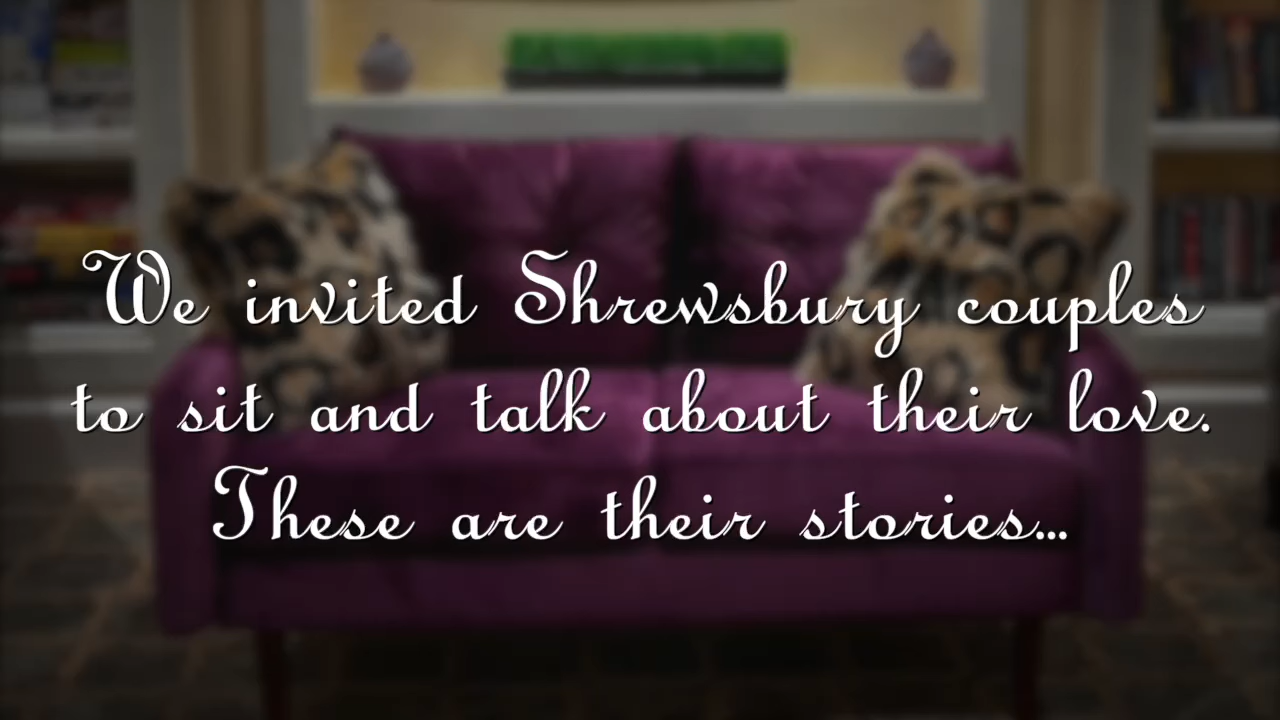 We invited Shrewsbury couples
to sit and talk about their love.
These are their stories...